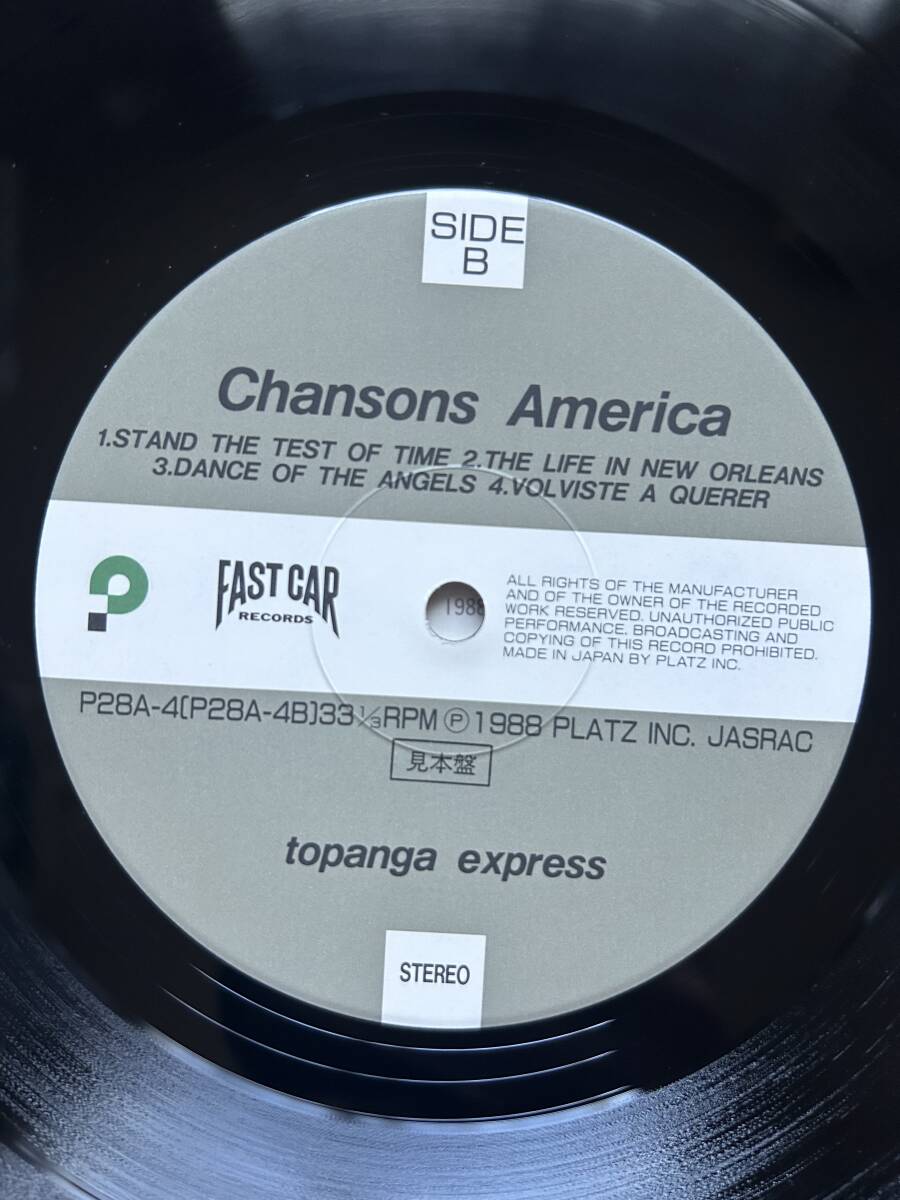 SIDE
B
Chansons America
1.STAND THE TEST OF TIME 2.THE LIFE IN NEW ORLEANS
3.DANCE OF THE ANGELS 4.VOLVISTE A QUERER
FAST CAR
RECORDS
1988
ALL RIGHTS OF THE MANUFACTURER
AND OF THE OWNER OF THE RECORDED
WORK RESERVED. UNAUTHORIZED PUBLIC
PERFORMANCE, BROADCASTING AND
COPYING OF THIS RECORD PROHIBITED.
MADE IN JAPAN BY PLATZ INC.
P28A-4(P28A-4B)33⅓RPM Ⓟ1988 PLATZ INC. JASRAC
見本盤
topanga express
STEREO